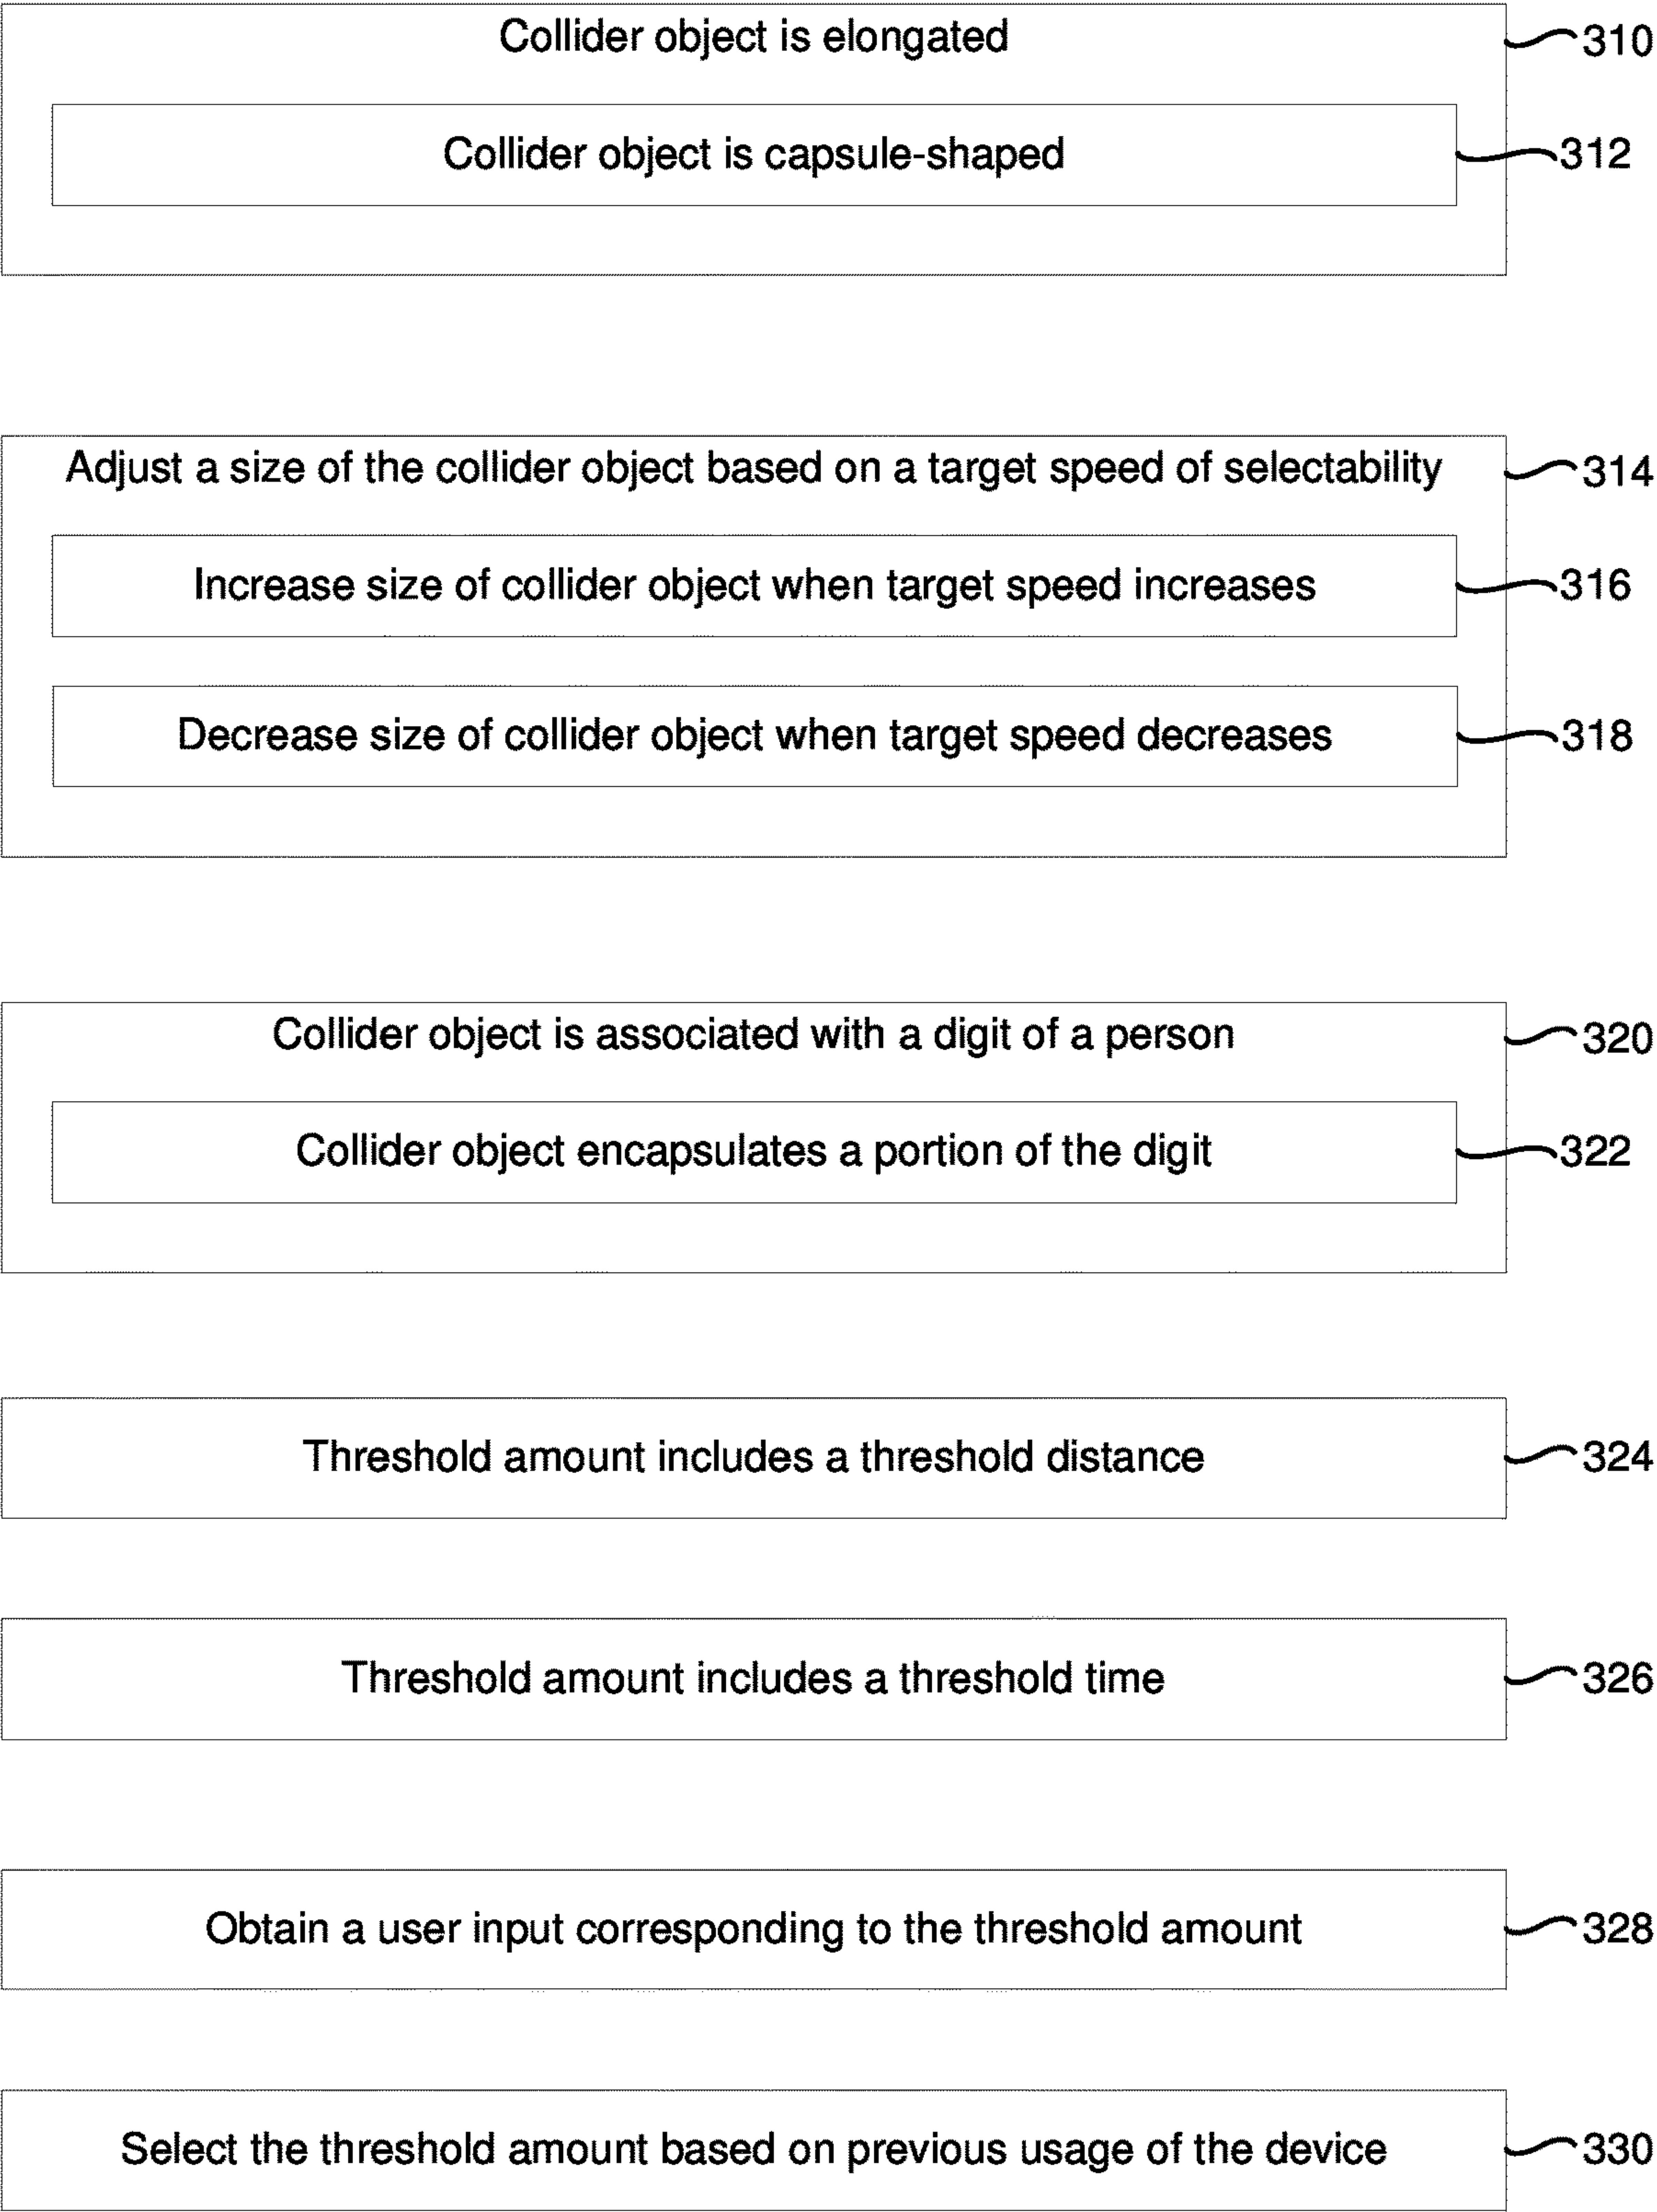 Collider object is elongated 310
Collider object is capsule-shaped 312
Adjust a size of the collider object based on a target speed of selectability 314
Increase size of collider object when target speed increases 316
Decrease size of collider object when target speed decreases 318
Collider object is associated with a digit of a person 320
Collider object encapsulates a portion of the digit 322
Threshold amount includes a threshold distance 324
Threshold amount includes a threshold time 326
Obtain a user input corresponding to the threshold amount 328
Select the threshold amount based on previous usage of the device 330